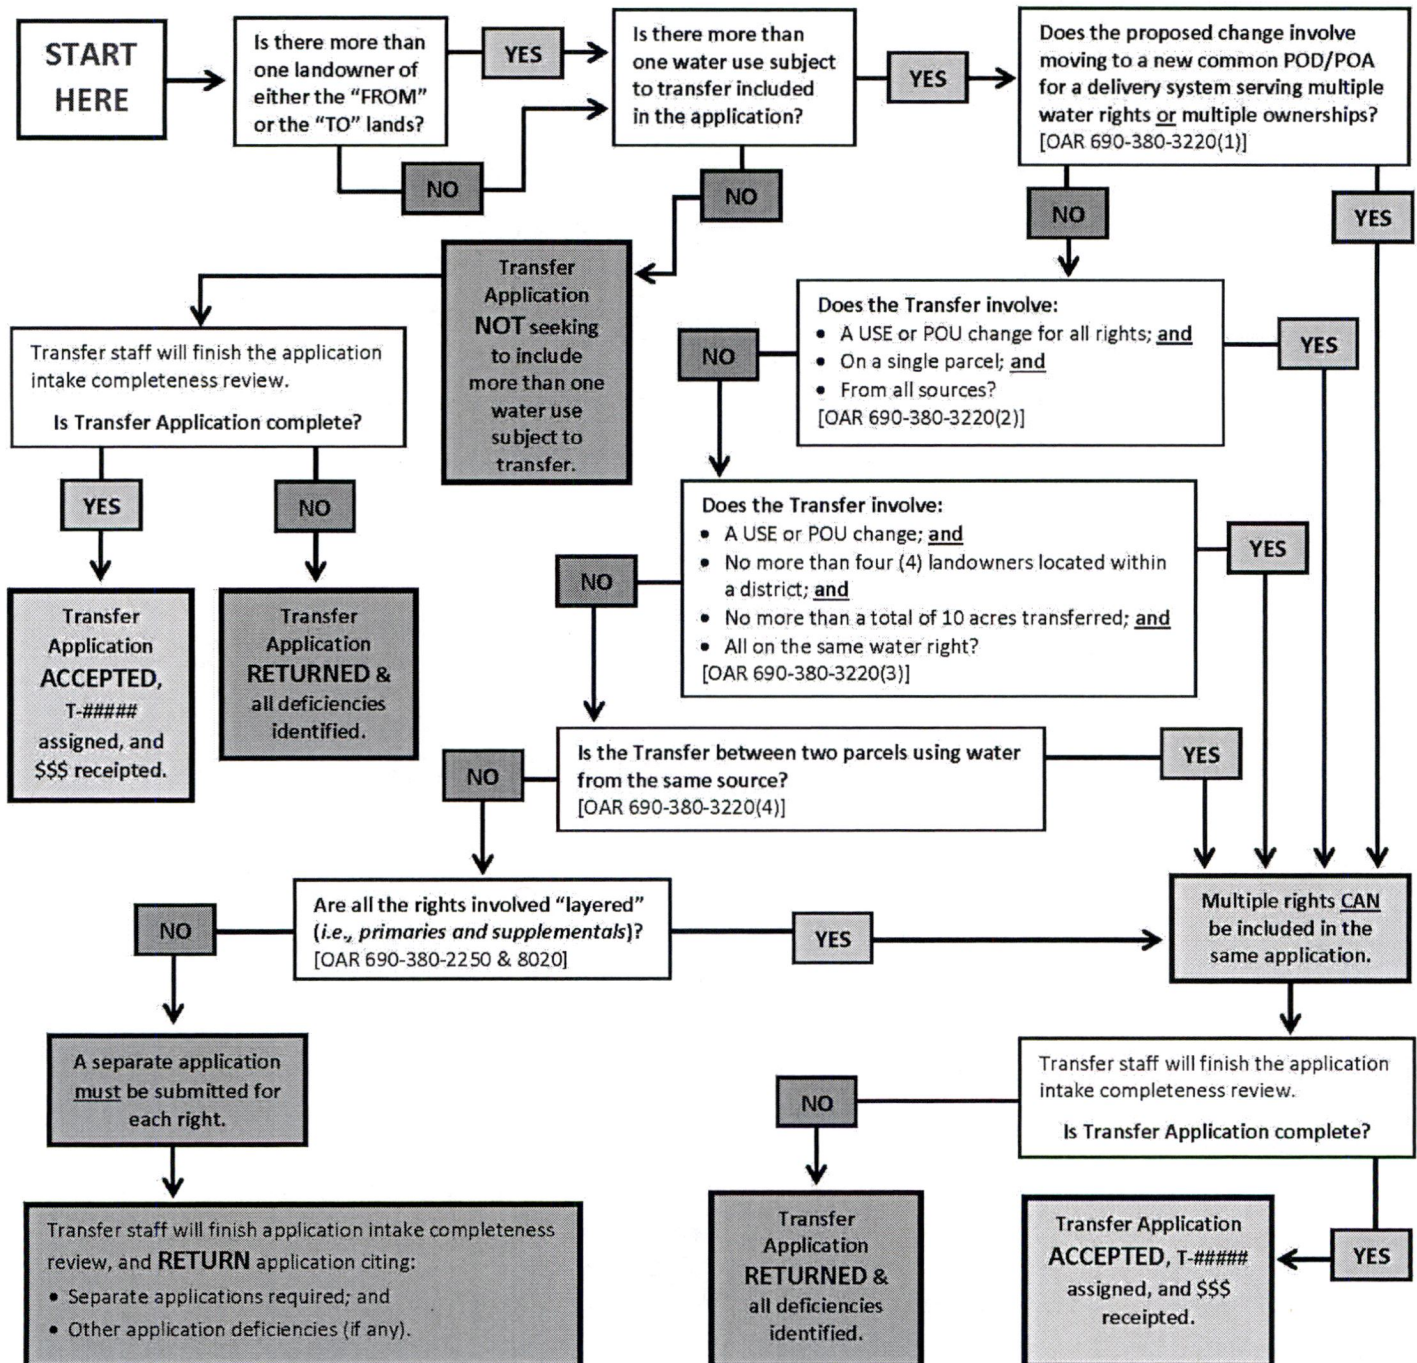 START
HERE
Is there more than
one landowner of
either the “FROM”
or the “TO” lands?
YES
NO
Is there more than
one water use subject
to transfer included
in the application?
YES
NO
Does the proposed change involve
moving to a new common POD/POA
for a delivery system serving multiple
water rights or multiple ownerships?
[OAR 690-380-3220(1)]
NO
YES
Transfer
Application
NOT seeking
to include
more than one
water use
subject to
transfer.
Transfer staff will finish the application
intake completeness review.
Is Transfer Application complete?
YES
NO
Transfer
Application
ACCEPTED,
T-#####
assigned, and
$$$ receipted.
Transfer
Application
RETURNED &
all deficiencies
identified.
Does the Transfer involve:
• A USE or POU change for all rights; and
• On a single parcel; and
• From all sources?
[OAR 690-380-3220(2)]
NO
YES
Does the Transfer involve:
• A USE or POU change; and
• No more than four (4) landowners located within
a district; and
• No more than a total of 10 acres transferred; and
• All on the same water right?
[OAR 690-380-3220(3)]
NO
YES
Is the Transfer between two parcels using water
from the same source?
[OAR 690-380-3220(4)]
NO
YES
Are all the rights involved “layered”
(i.e., primaries and supplementals)?
[OAR 690-380-2250 & 8020]
NO
YES
Multiple rights CAN
be included in the
same application.
A separate application
must be submitted for
each right.
Transfer staff will finish application intake completeness
review, and RETURN application citing:
• Separate applications required; and
• Other application deficiencies (if any).
Transfer staff will finish the application
intake completeness review.
Is Transfer Application complete?
NO
YES
Transfer
Application
RETURNED &
all deficiencies
identified.
Transfer Application
ACCEPTED, T-#####
assigned, and $$$
receipted.